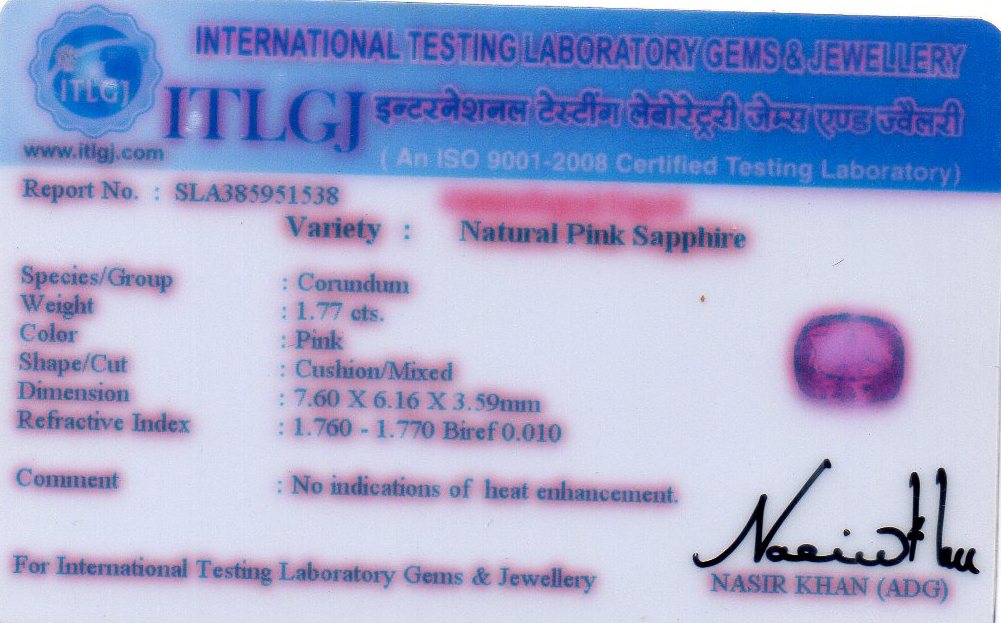 INTERNATIONAL TESTING LABORATORY GEMS & JEWELLERY
ITLGJ
ITLGJ इन्टरनेशनल टेस्टींग लेबोरेट्ररी जेम्स एण्ड ज्वैलरी
www.itlgj.com
( An ISO 9001-2008 Certified Testing Laboratory)
Report No. : SLA385951538
Variety : Natural Pink Sapphire
Species/Group : Corundum
Weight : 1.77 cts.
Color : Pink
Shape/Cut : Cushion/Mixed
Dimension : 7.60 X 6.16 X 3.59mm
Refractive Index : 1.760 - 1.770 Biref 0.010
Comment : No indications of heat enhancement.
For International Testing Laboratory Gems & Jewellery
NASIR KHAN (ADG)